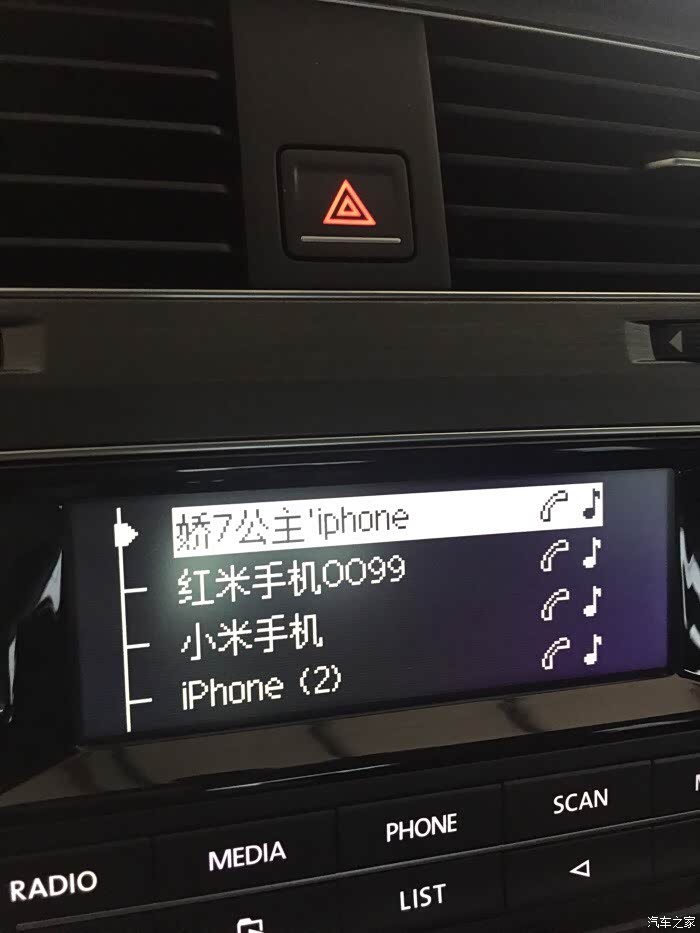 娇7公主'iphone
红米手机0099
小米手机
iPhone (2)
RADIO
MEDIA
PHONE
SCAN
LIST
汽车之家